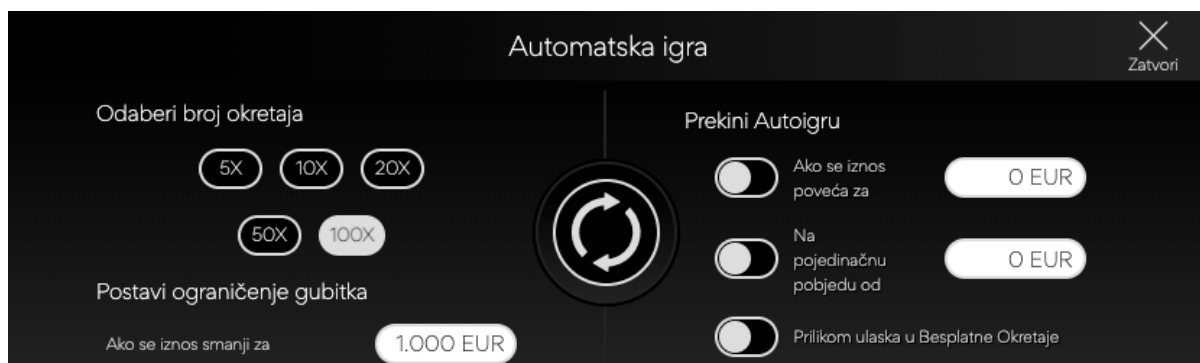 Automatska igra
Zatvori
Odaberi broj okretaja
5X 10X 20X
50X 100X
Postavi ograničenje gubitka
Ako se iznos smanji za 1.000 EUR
Prekini Autoigru
Ako se iznos
poveća za
0 EUR
Na
pojedinačnu
pobjedu od
0 EUR
Prilikom ulaska u Besplatne Okretaje